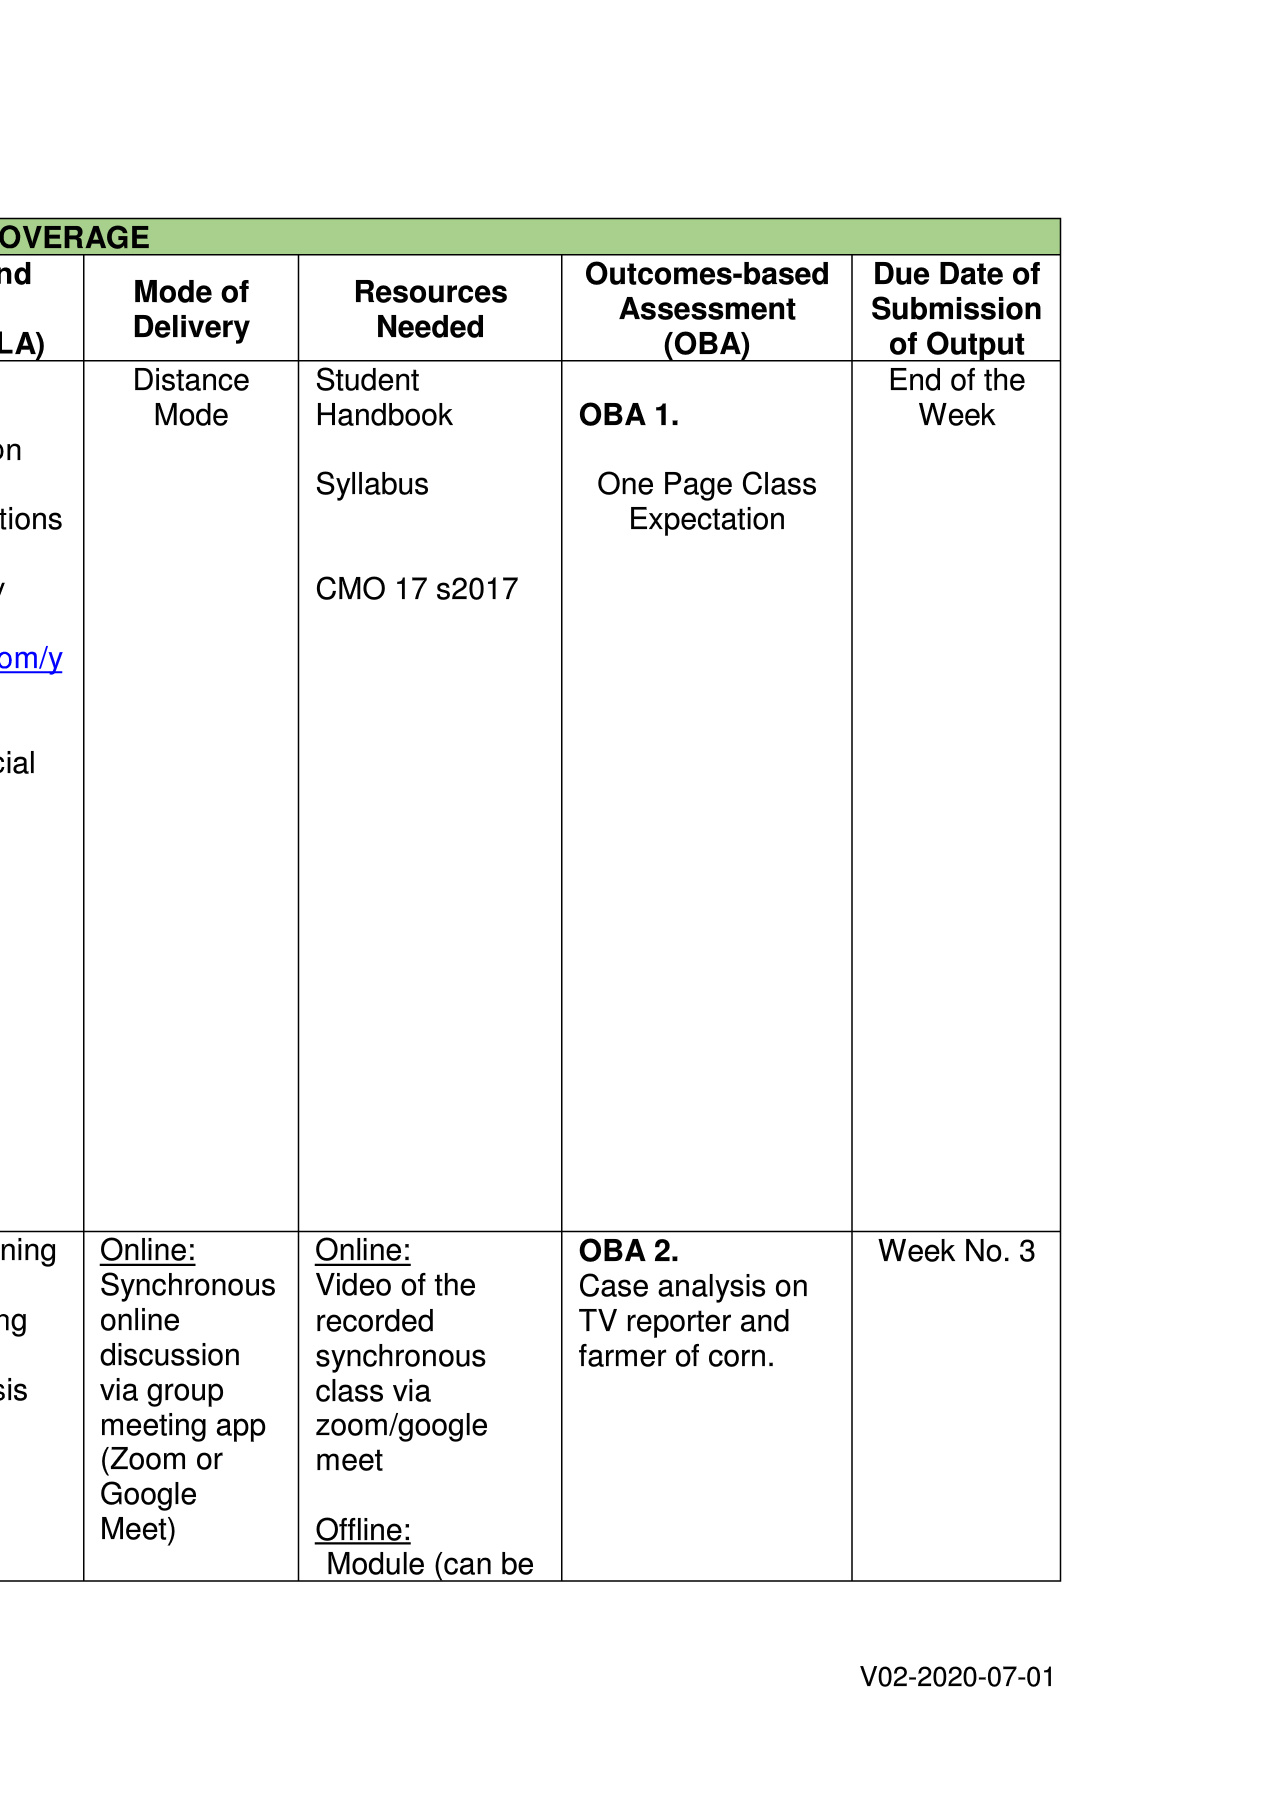 OVERAGE
nd
LA)
Mode of
Delivery
Resources
Needed
Outcomes-based
Assessment
(OBA)
Due Date of
Submission
of Output
on
tions
y
om/y
cial
Distance
Mode
Student
Handbook
Syllabus
CMO 17 s2017
OBA 1.
One Page Class
Expectation
End of the
Week
ning
ng
sis
Online:
Synchronous
online
discussion
via group
meeting app
(Zoom or
Google
Meet)
Online:
Video of the
recorded
synchronous
class via
zoom/google
meet
Offline:
Module (can be
OBA 2.
Case analysis on
TV reporter and
farmer of corn.
Week No. 3
V02-2020-07-01